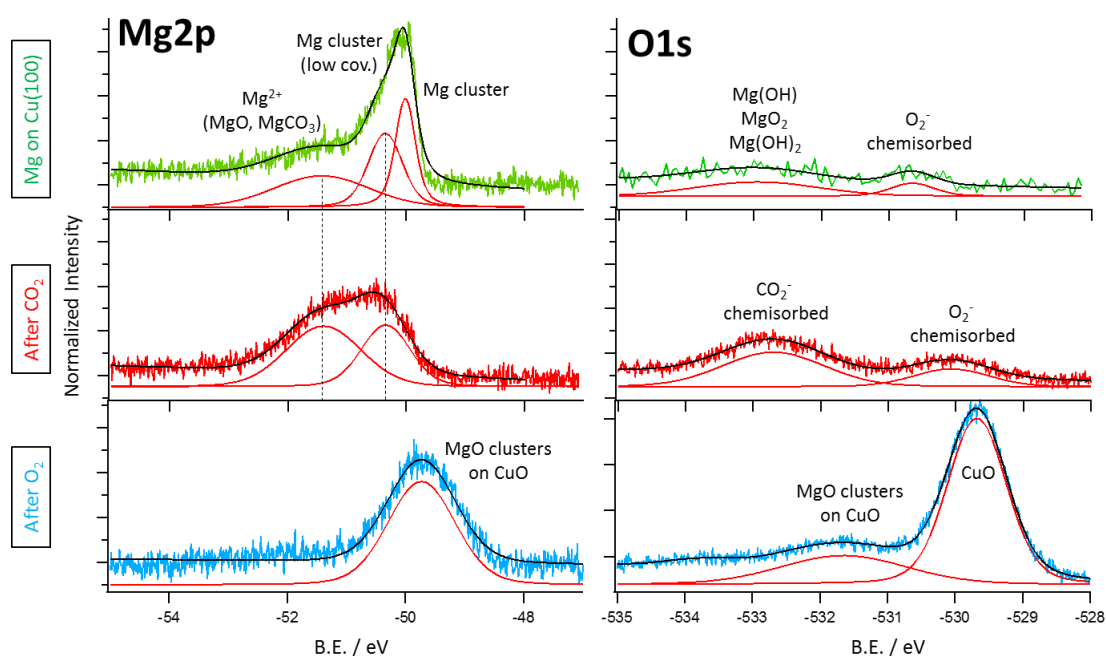 Mg2p
O1s
Mg on Cu(100)
Mg cluster
(low cov.)
Mg cluster
Mg²⁺
(MgO, MgCO₃)
Mg(OH)
MgO₂
Mg(OH)₂
O₂⁻
chemisorbed
Normalized Intensity
After CO₂
CO₂⁻
chemisorbed
O₂⁻
chemisorbed
After O₂
MgO clusters
on CuO
MgO clusters
on CuO
CuO
-54 -52 -50 -48
B.E. / eV
-535 -534 -533 -532 -531 -530 -529 -528
B.E. / eV